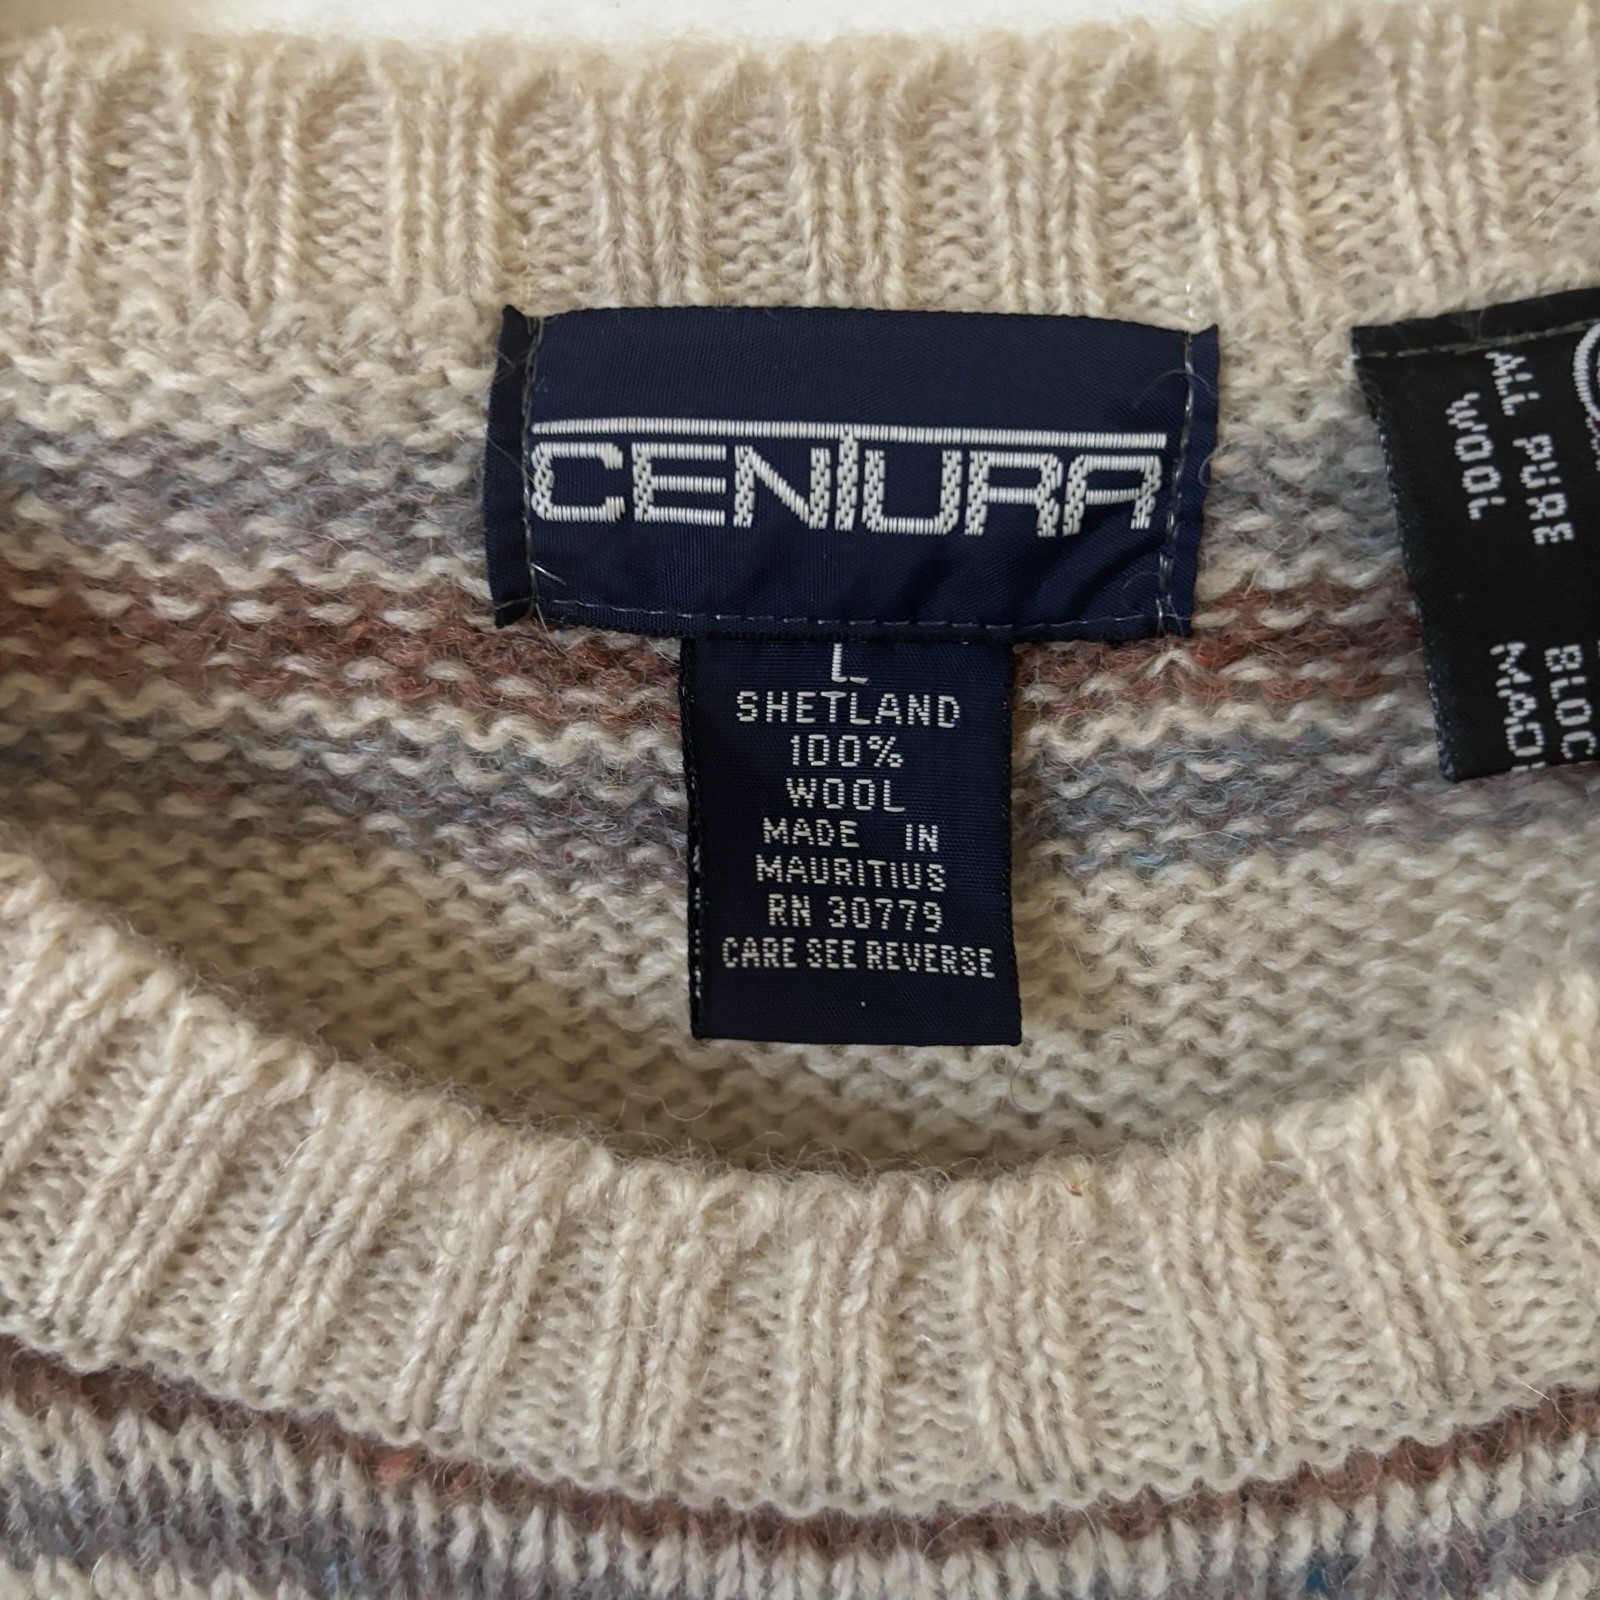 CENTURA
L
SHETLAND
100%
WOOL
MADE IN
MAURITIUS
RN 30779
CARE SEE REVERSE
ALL PURE
WOOL